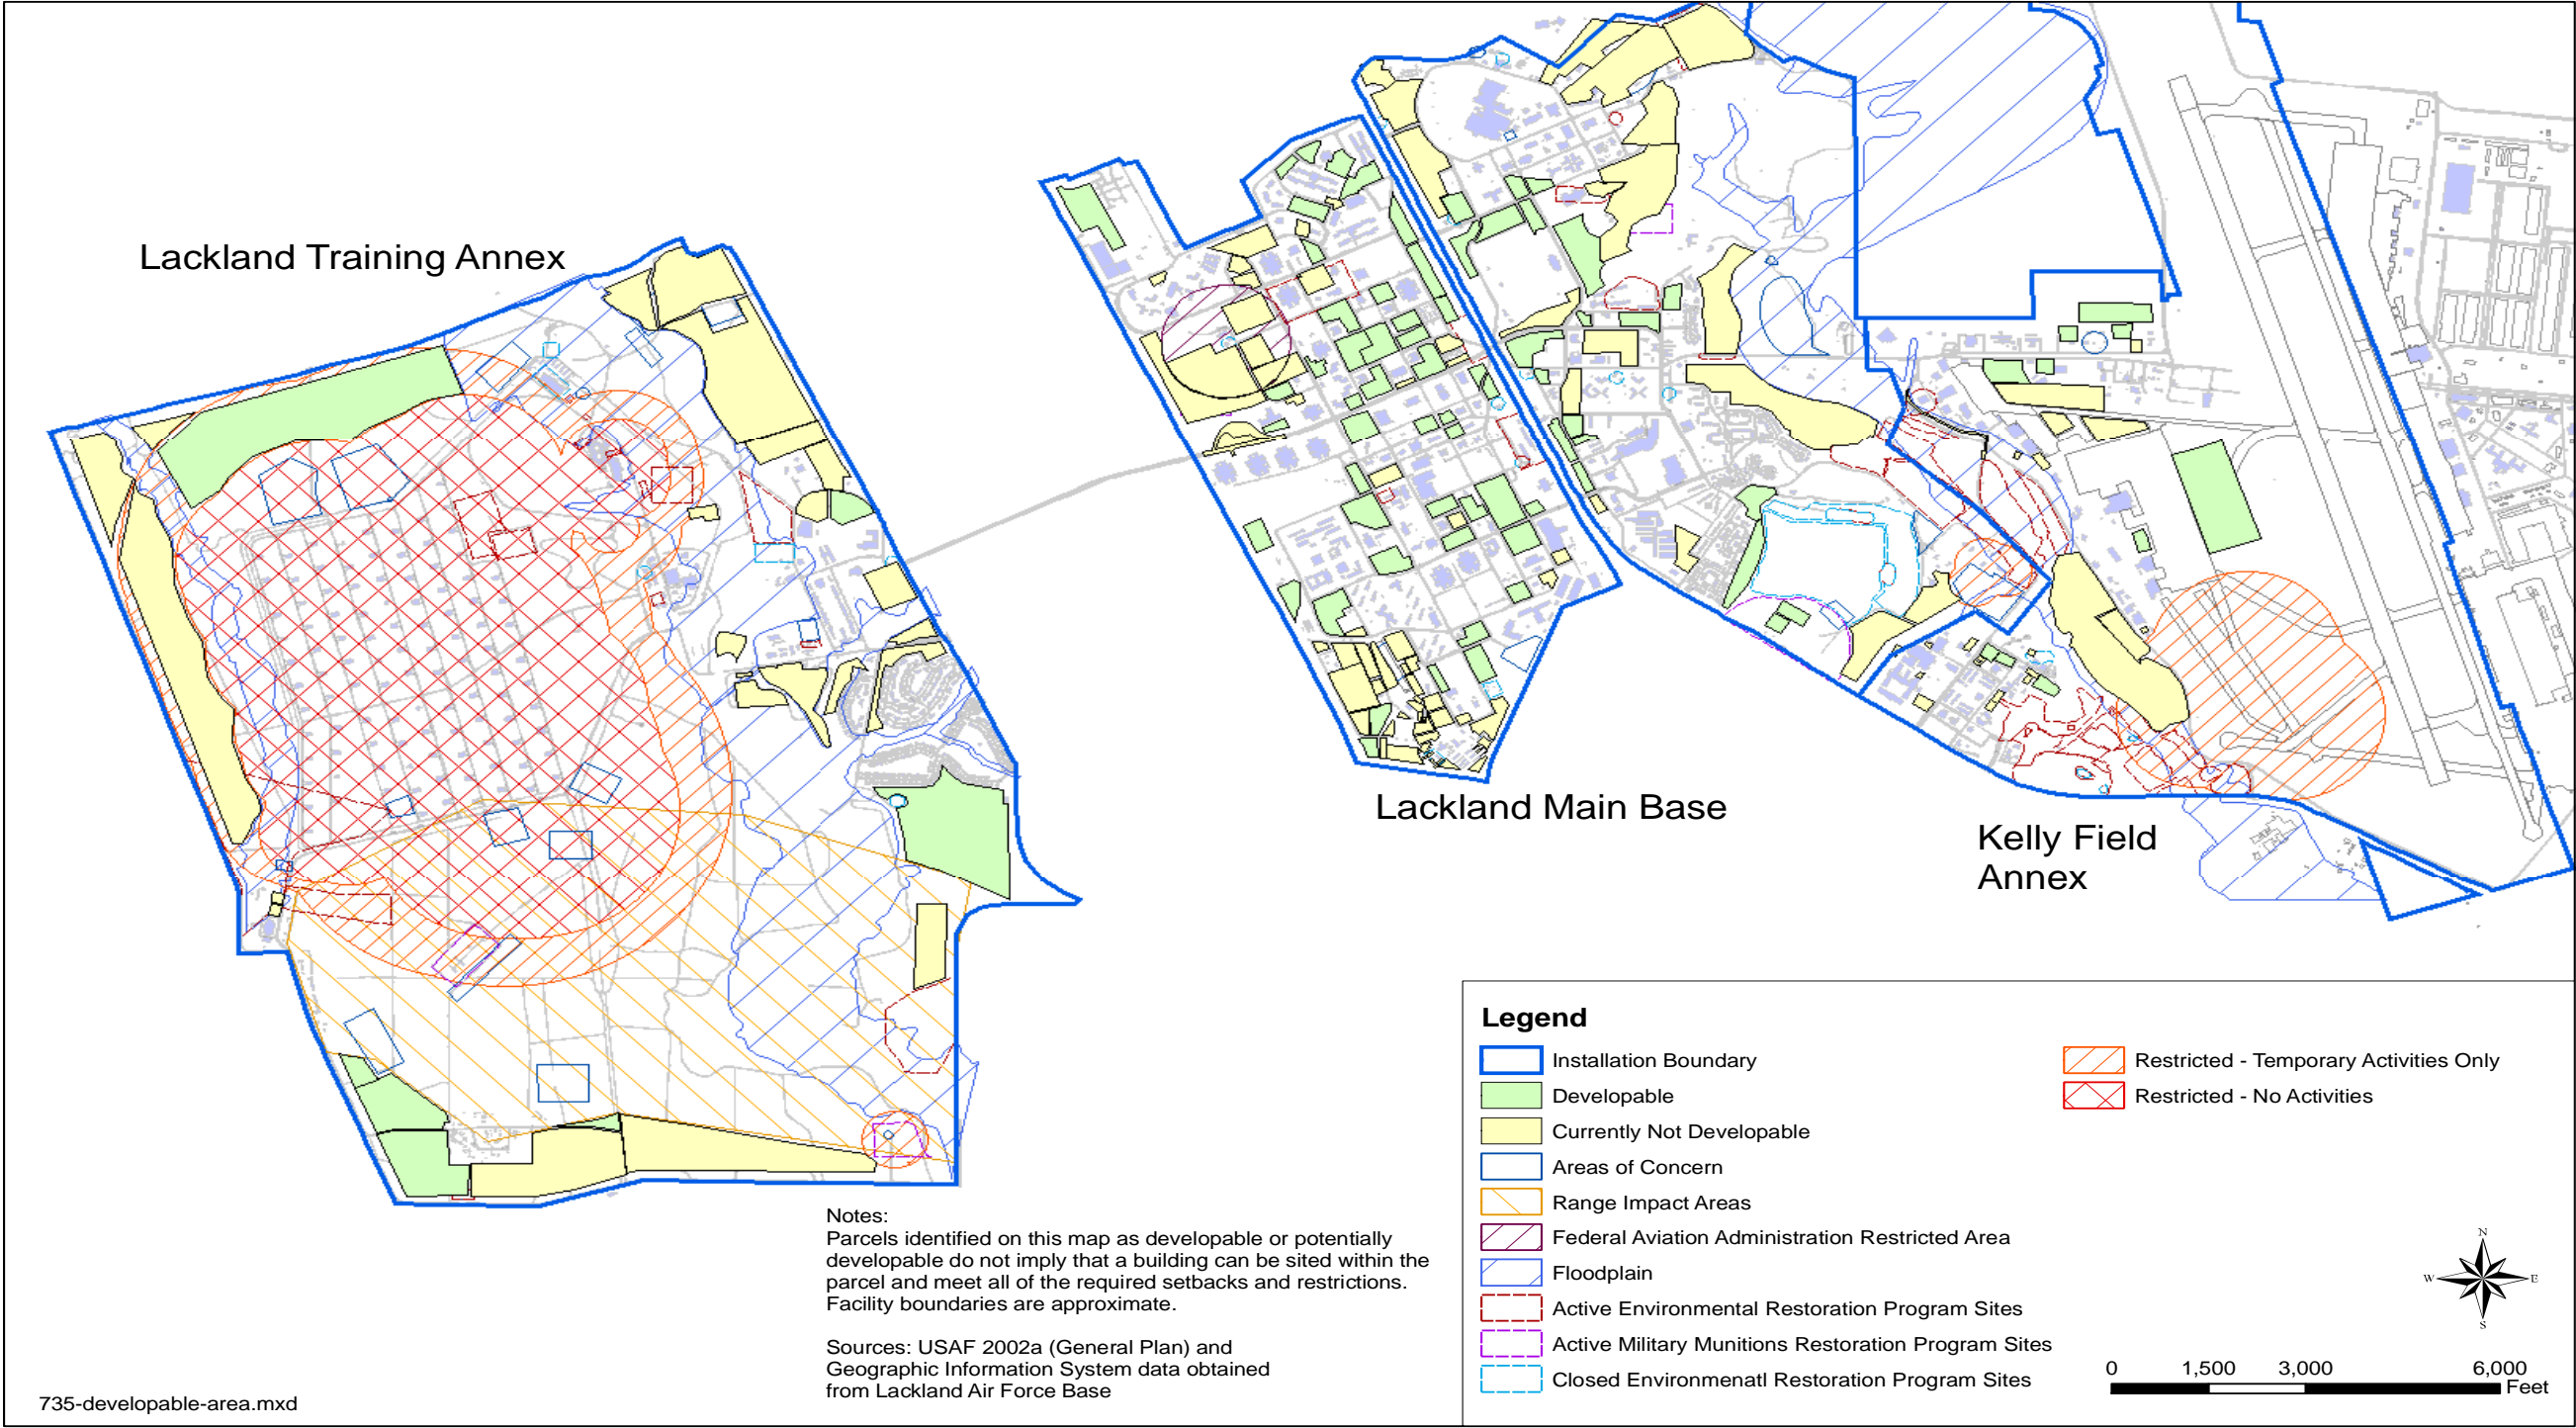 Lackland Training Annex
Lackland Main Base
Kelly Field
Annex
Legend
Installation Boundary
Developable
Currently Not Developable
Areas of Concern
Range Impact Areas
Federal Aviation Administration Restricted Area
Floodplain
Active Environmental Restoration Program Sites
Active Military Munitions Restoration Program Sites
Closed Environmenatl Restoration Program Sites
Restricted - Temporary Activities Only
Restricted - No Activities
N
W E
S
0 1,500 3,000 6,000
Feet
Notes:
Parcels identified on this map as developable or potentially
developable do not imply that a building can be sited within the
parcel and meet all of the required setbacks and restrictions.
Facility boundaries are approximate.
Sources: USAF 2002a (General Plan) and
Geographic Information System data obtained
from Lackland Air Force Base
735-developable-area.mxd